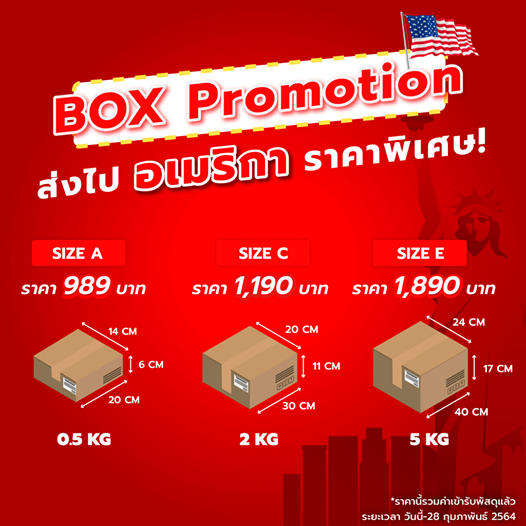 BOX Promotion
ส่งไป อเมริกา ราคาพิเศษ!
SIZE A SIZE C SIZE E
ราคา 989 บาท ราคา 1,190 บาท ราคา 1,890 บาท
14 CM 20 CM 24 CM
6 CM 11 CM 17 CM
20 CM 30 CM 40 CM
0.5 KG 2 KG 5 KG
*ราคานี้รวมค่าเข้ารับพัสดุแล้ว
ระยะเวลา วันนี้-28 กุมภาพันธ์ 2564